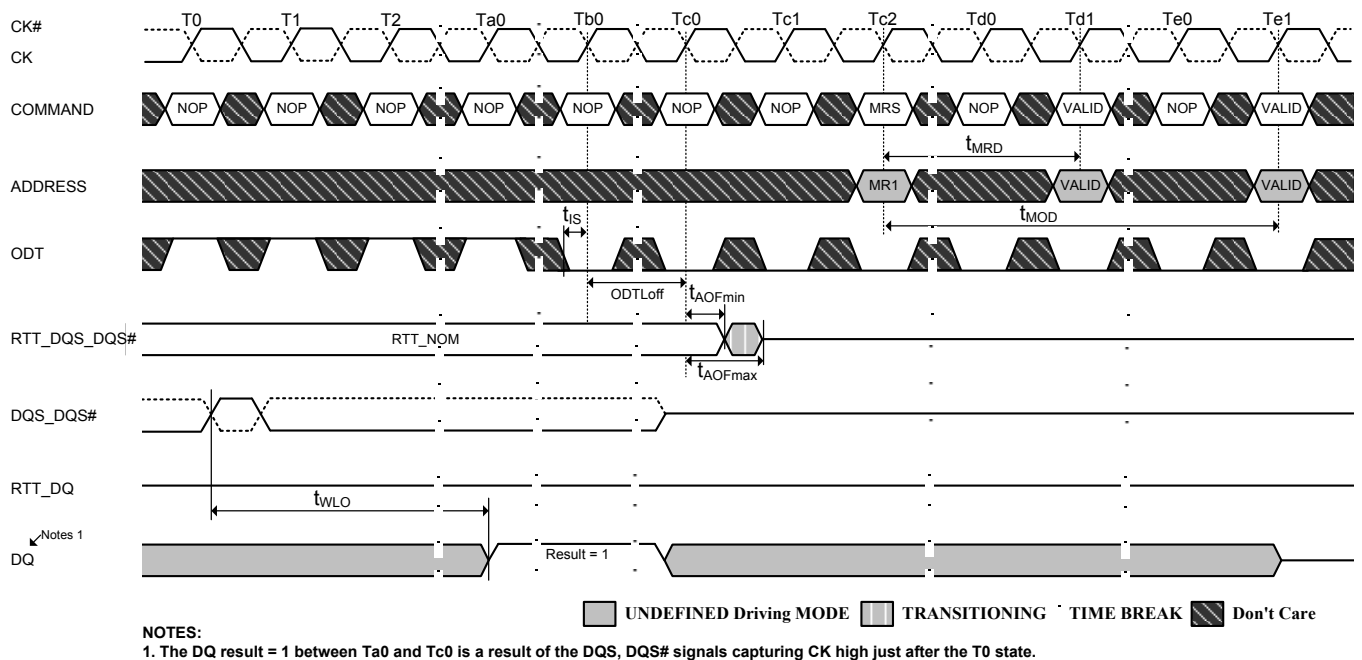 T0 T1 T2 Ta0 Tb0 Tc0 Tc1 Tc2 Td0 Td1 Te0 Te1
CK#
CK
COMMAND NOP NOP NOP NOP NOP NOP NOP MRS NOP VALID NOP VALID
tMRD
ADDRESS MR1 VALID VALID
tIS tMOD
ODT
ODTLoff tAOFmin
RTT_DQS_DQS# RTT_NOM
tAOFmax
DQS_DQS#
RTT_DQ
tWLO
Notes 1
DQ Result = 1
UNDEFINED Driving MODE TRANSITIONING TIME BREAK Don't Care
NOTES:
1. The DQ result = 1 between Ta0 and Tc0 is a result of the DQS, DQS# signals capturing CK high just after the T0 state.